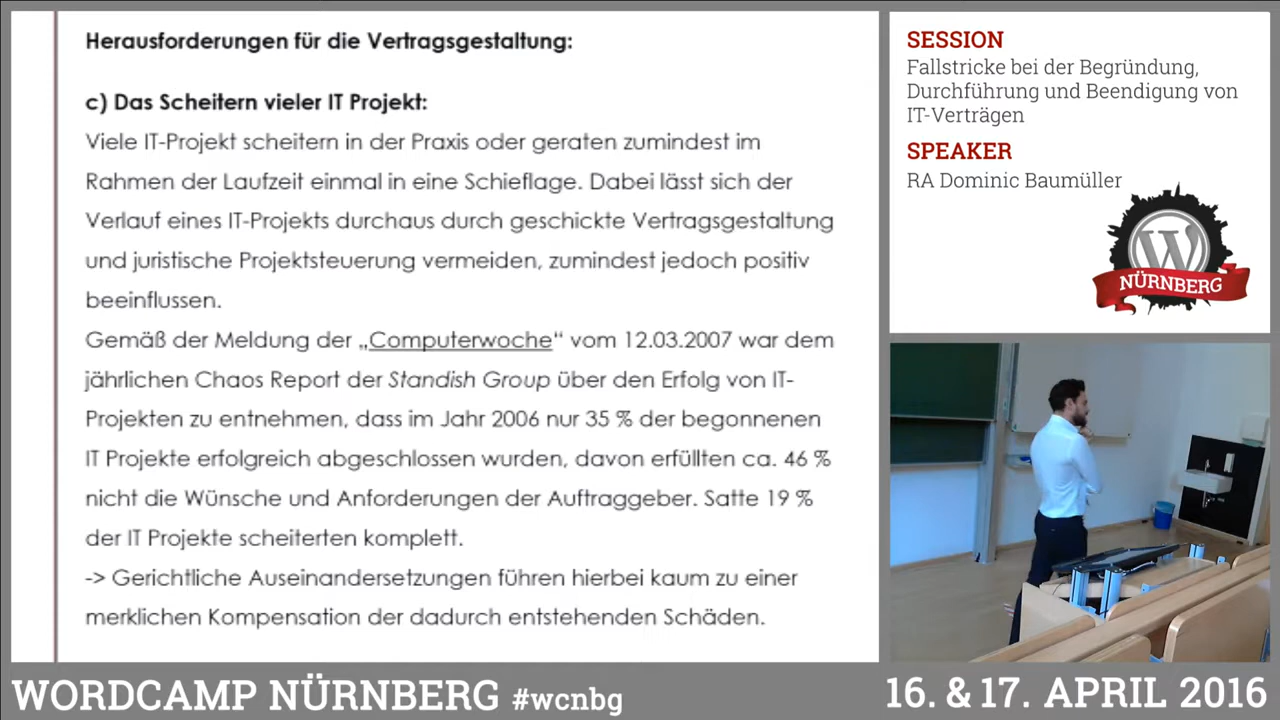 Herausforderungen für die Vertragsgestaltung:
c) Das Scheitern vieler IT Projekt:
Viele IT-Projekt scheitern in der Praxis oder geraten zumindest im
Rahmen der Laufzeit einmal in eine Schieflage. Dabei lässt sich der
Verlauf eines IT-Projekts durchaus durch geschickte Vertragsgestaltung
und juristische Projektsteuerung vermeiden, zumindest jedoch positiv
beeinflussen.
Gemäß der Meldung der „Computerwoche“ vom 12.03.2007 war dem
jährlichen Chaos Report der Standish Group über den Erfolg von IT-
Projekten zu entnehmen, dass im Jahr 2006 nur 35 % der begonnenen
IT Projekte erfolgreich abgeschlossen wurden, davon erfüllten ca. 46 %
nicht die Wünsche und Anforderungen der Auftraggeber. Satte 19 %
der IT Projekte scheiterten komplett.
-> Gerichtliche Auseinandersetzungen führen hierbei kaum zu einer
merklichen Kompensation der dadurch entstehenden Schäden.
SESSION
Fallstricke bei der Begründung,
Durchführung und Beendigung von
IT-Verträgen
SPEAKER
RA Dominic Baumüller
W
NÜRNBERG
WORDCAMP NÜRNBERG #wcnbg
16. & 17. APRIL 2016